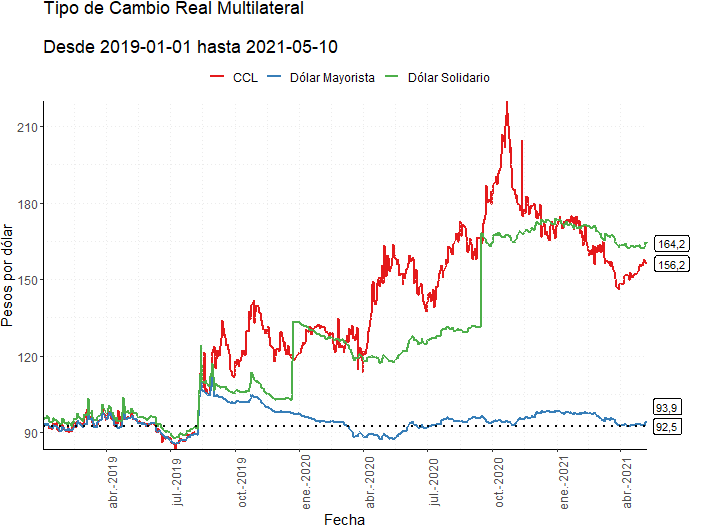 Tipo de Cambio Real Multilateral
Desde 2019-01-01 hasta 2021-05-10
CCL Dólar Mayorista Dólar Solidario
Pesos por dólar
210
180
150
120
90
164,2
156,2
93,9
92,5
abr.-2019
jul.-2019
oct.-2019
ene.-2020
abr.-2020
jul.-2020
oct.-2020
ene.-2021
abr.-2021
Fecha